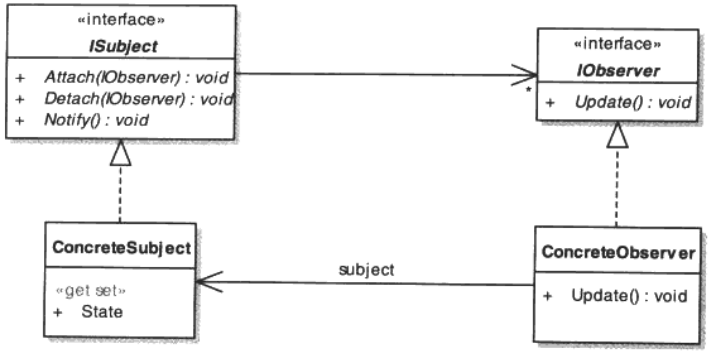 «interface»
ISubject
+ Attach(IObserver) : void
+ Detach(IObserver) : void
+ Notify() : void
«interface»
IObserver
+ Update() : void
*
ConcreteSubject
«get set»
+ State
subject
ConcreteObserver
+ Update() : void